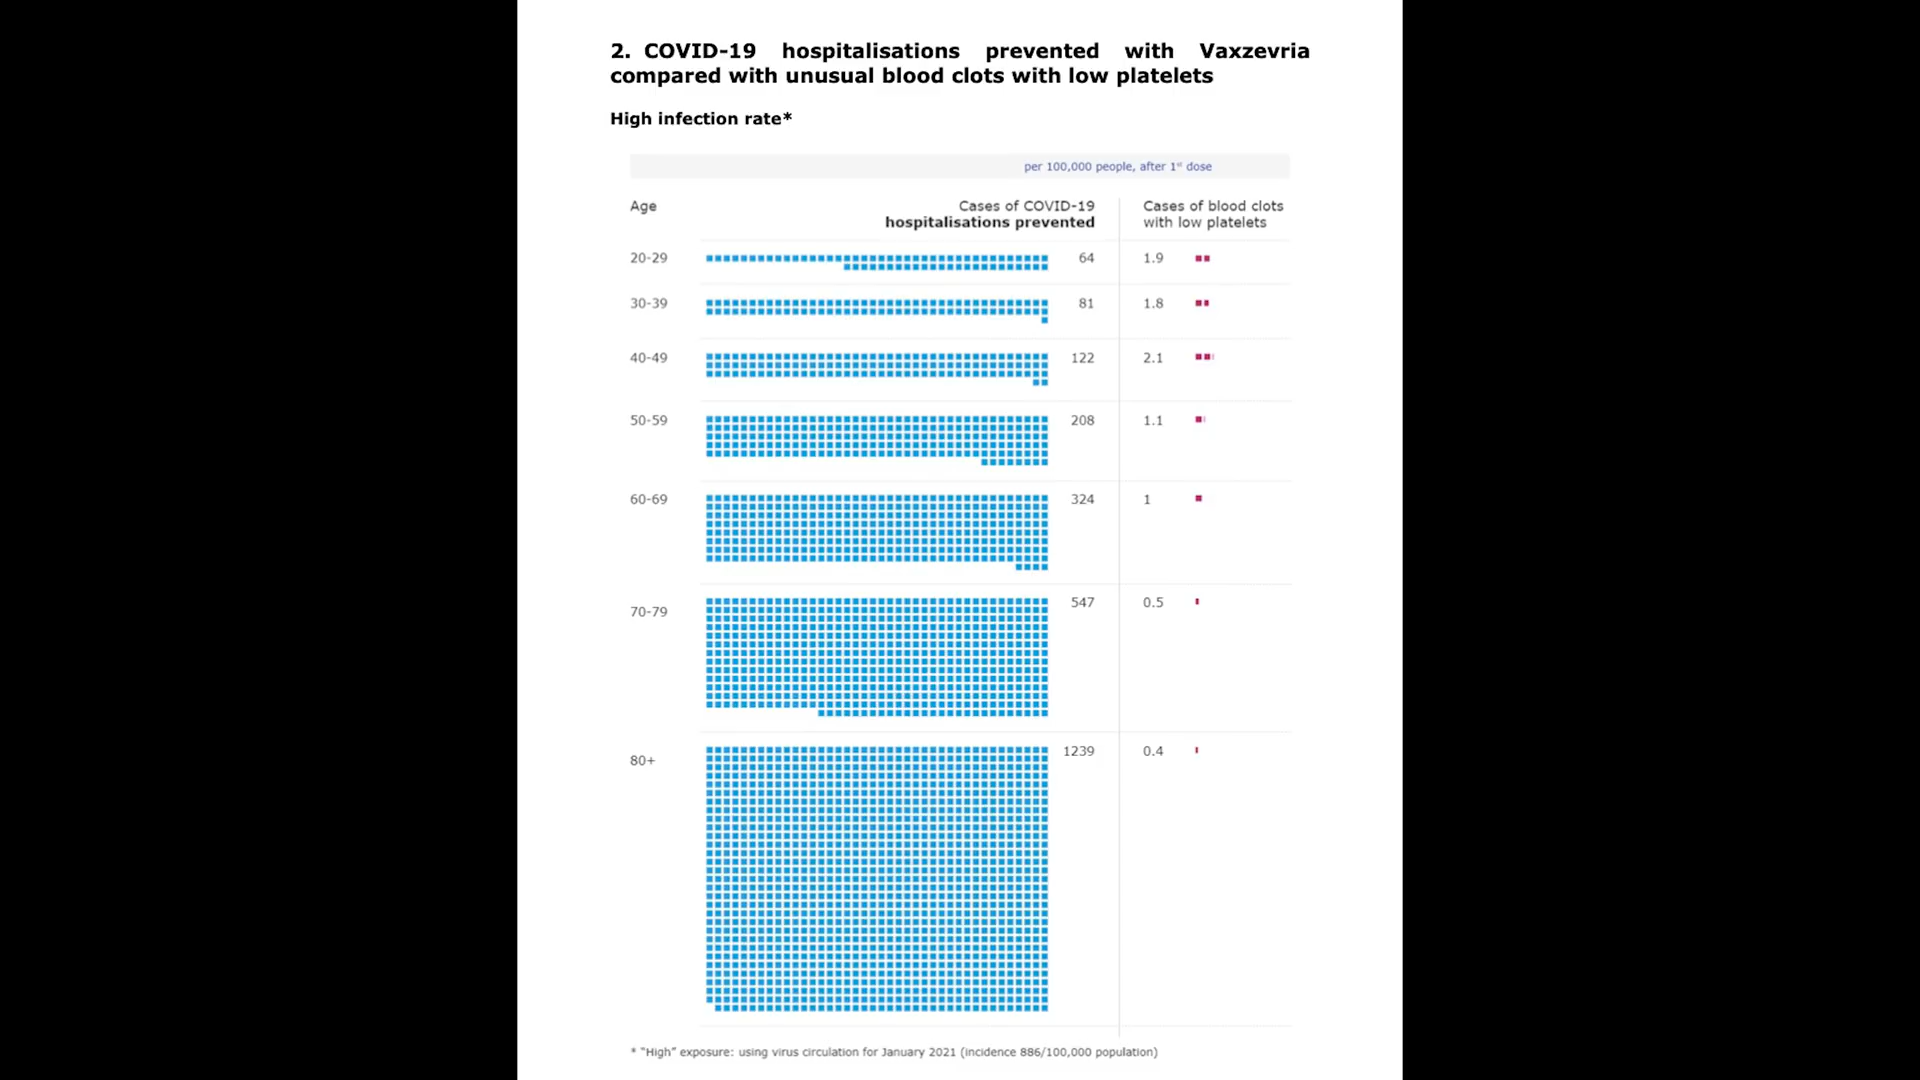 2. COVID-19 hospitalisations prevented with Vaxzevria
compared with unusual blood clots with low platelets
High infection rate*
per 100,000 people, after 1st dose
Age
Cases of COVID-19
hospitalisations prevented
Cases of blood clots
with low platelets
20-29 64 1.9
30-39 81 1.8
40-49 122 2.1
50-59 208 1.1
60-69 324 1
70-79 547 0.5
80+ 1239 0.4
* "High" exposure: using virus circulation for January 2021 (incidence 886/100,000 population)